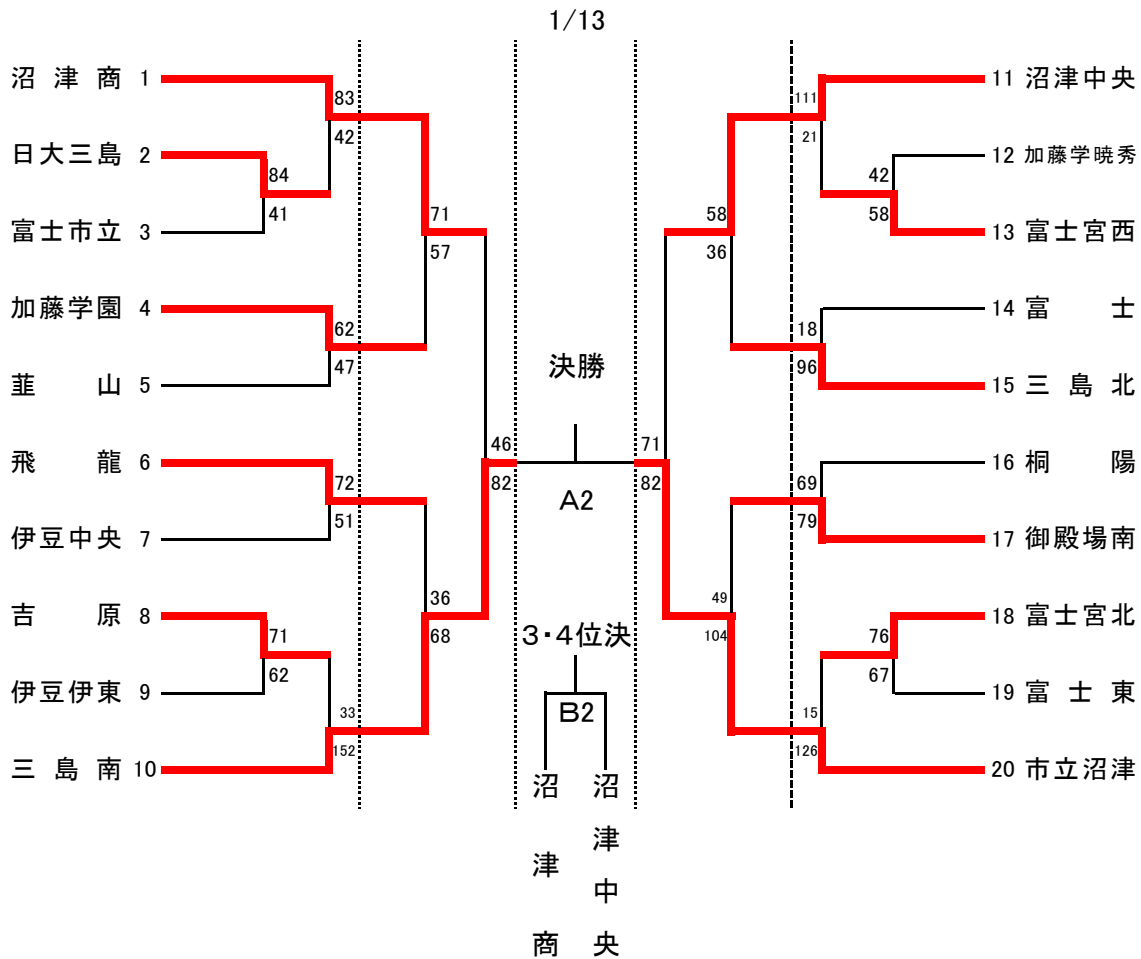 1/13
沼津商 1
83
42
日大三島 2
84
41
富士市立 3
71
57
加藤学園 4
62
47
韮山 5
飛龍 6
72
51
伊豆中央 7
46
82
36
68
吉原 8
71
62
伊豆伊東 9
33
152
三島南 10
決勝
A2
3・4位決
B2
沼津商
沼津中央
11 沼津中央
111
21
12 加藤学暁秀
42
58
13 富士宮西
58
36
14 富士
18
96
15 三島北
71
82
16 桐陽
69
79
17 御殿場南
49
104
18 富士宮北
76
67
19 富士東
15
126
20 市立沼津